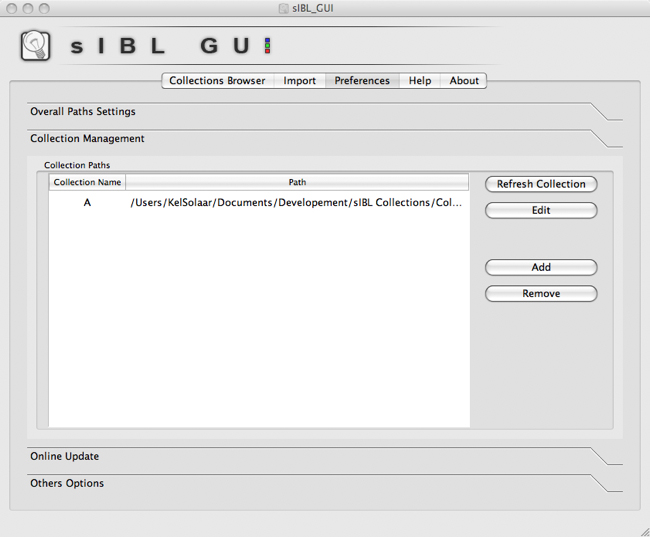 sIBL_GUI
sIBL GUI
Collections Browser Import Preferences Help About
Overall Paths Settings
Collection Management
Collection Paths
Collection Name Path
A /Users/KelSolaar/Documents/Developement/sIBL Collections/Col...
Refresh Collection
Edit
Add
Remove
Online Update
Others Options